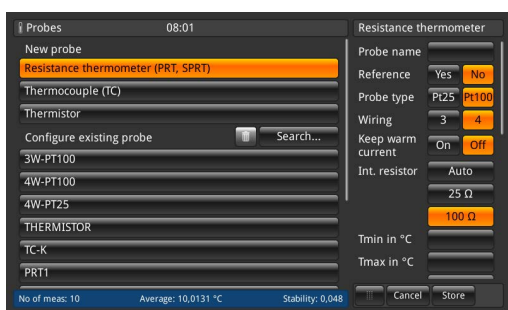 Probes 08:01
New probe
Resistance thermometer (PRT, SPRT)
Thermocouple (TC)
Thermistor
Configure existing probe Search...
3W-PT100
4W-PT100
4W-PT25
THERMISTOR
TC-K
PRT1
No of meas: 10 Average: 10,0131 °C Stability: 0,048
Resistance thermometer
Probe name
Reference Yes No
Probe type Pt25 Pt100
Wiring 3 4
Keep warm
current On Off
Int. resistor Auto
25 Ω
100 Ω
Tmin in °C
Tmax in °C
Cancel Store